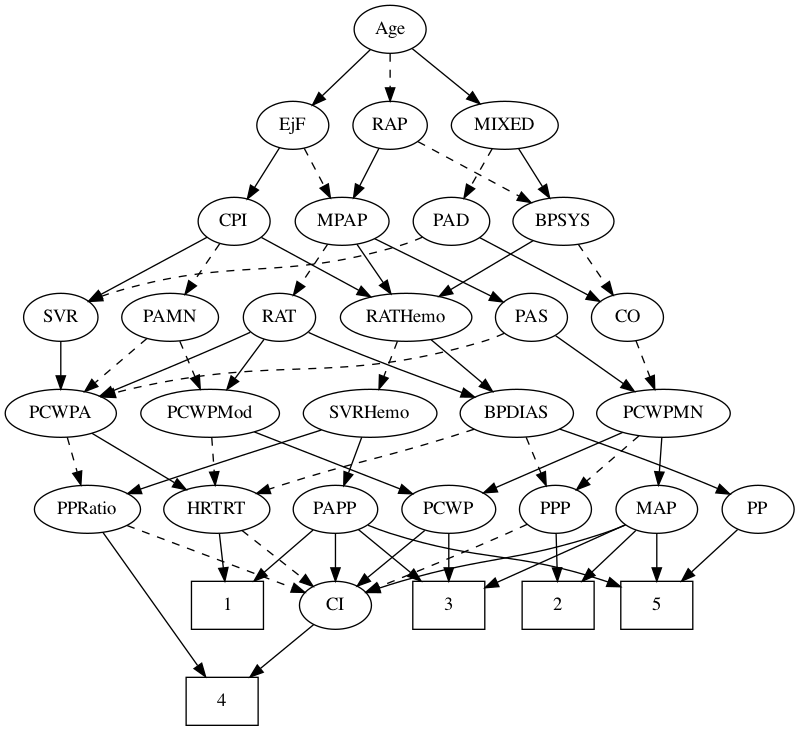 Age
EjF
RAP
MIXED
CPI
MPAP
PAD
BPSYS
SVR
PAMN
RAT
RATHemo
PAS
CO
PCWPA
PCWPMod
SVRHemo
BPDIAS
PCWPMN
PPRatio
HRTRT
PAPP
PCWP
PPP
MAP
PP
1
CI
3
2
5
4